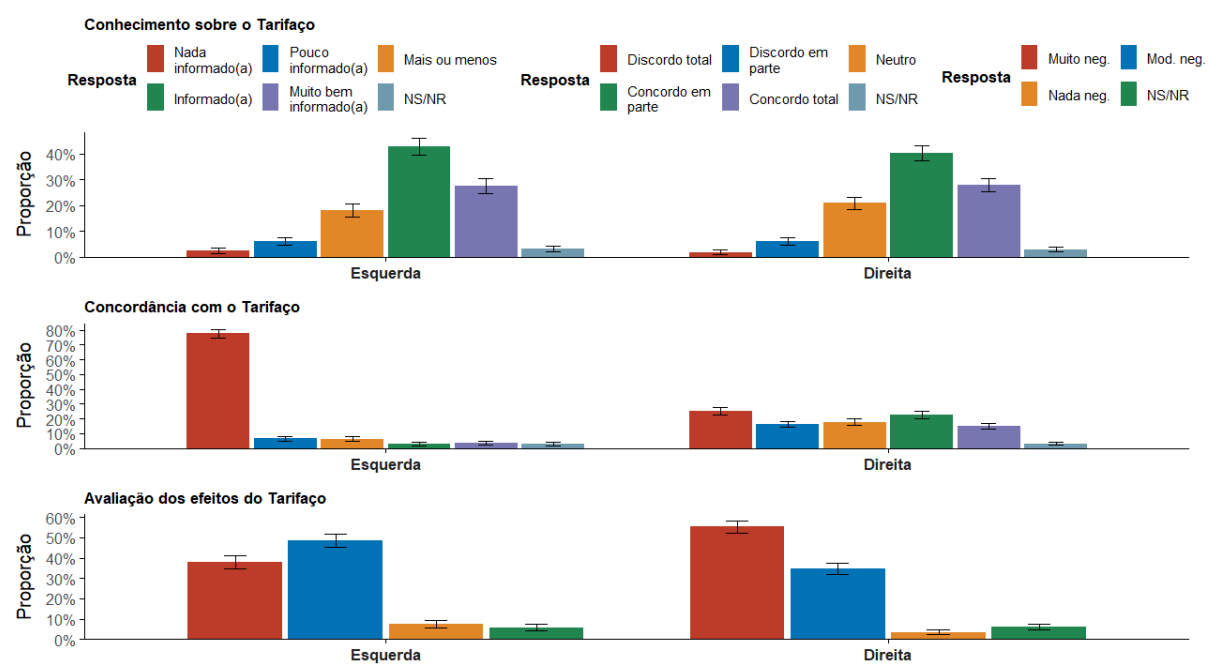 Conhecimento sobre o Tarifaço
Resposta
Nada
informado(a)
Pouco
informado(a)
Mais ou menos
Informado(a)
Muito bem
informado(a)
NS/NR
Resposta
Discordo total
Discordo em
parte
Neutro
Concordo em
parte
Concordo total
NS/NR
Resposta
Muito neg.
Mod. neg.
Nada neg.
NS/NR
Proporção
40%
30%
20%
10%
0%
Esquerda
Direita
Concordância com o Tarifaço
Proporção
80%
70%
60%
50%
40%
30%
20%
10%
0%
Esquerda
Direita
Avaliação dos efeitos do Tarifaço
Proporção
60%
50%
40%
30%
20%
10%
0%
Esquerda
Direita